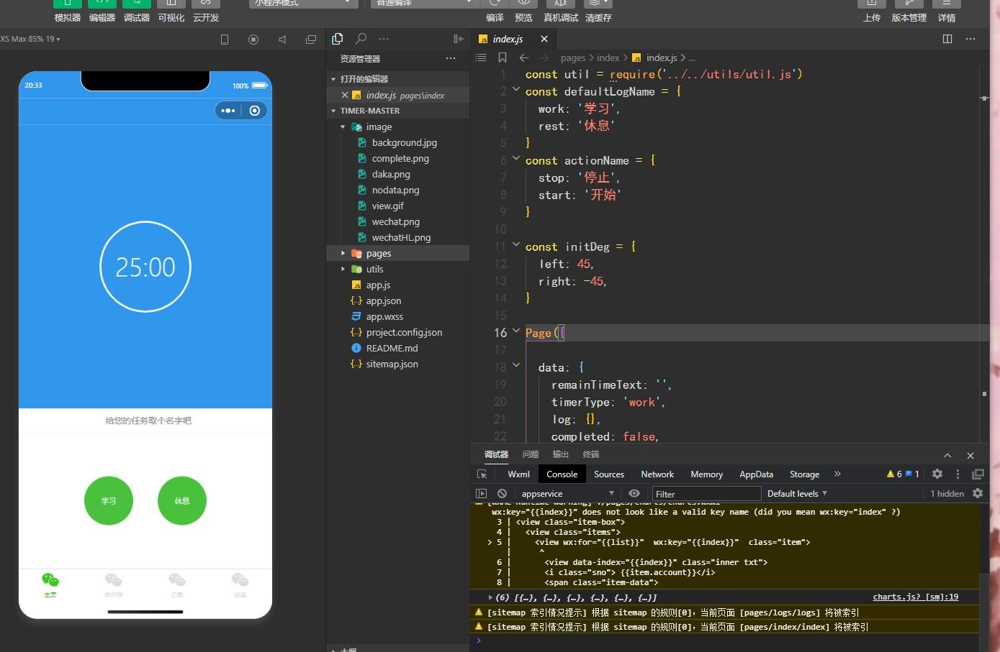 小程序模式
普通编译
模拟器
编辑器
调试器
可视化
云开发
编译
预览
真机调试
清缓存
上传
版本管理
详情
XS Max 85% 19
20:33
100%
25:00
给您的任务取个名字吧
学习
休息
主页
排行榜
记录
设置
资源管理器
打开的编辑器
index.js pages\index
TIMER-MASTER
image
background.jpg
complete.png
daka.png
nodata.png
view.gif
wechat.png
wechatHL.png
pages
utils
app.js
app.json
app.wxss
project.config.json
README.md
sitemap.json
大纲
index.js
pages > index > index.js > ...
1 const util = require('../../utils/util.js')
2 const defaultLogName = {
3 work: '学习',
4 rest: '休息'
5 }
6 const actionName = {
7 stop: '停止',
8 start: '开始'
9 }
10
11 const initDeg = {
12 left: 45,
13 right: -45,
14 }
15
16 Page({
17
18 data: {
19 remainTimeText: '',
20 timerType: 'work',
21 log: {},
22 completed: false,
调试器 问题 输出 终端
Wxml Console Sources Network Memory AppData Storage » 6 1
appservice Filter Default levels 1 hidden
[WXML Runtime warning] ./pages/charts/charts.wxml
wx:key="{{index}}" does not look like a valid key name (did you mean wx:key="index" ?)
3 | <view class="item-box">
4 | <view class="items">
> 5 | <view wx:for="{{list}}" wx:key="{{index}}" class="item">
| ^
6 | <view data-index="{{index}}" class="inner txt">
7 | <i class="sno"> {{item.account}}</i>
8 | <span class="item-data">
(6) [{…}, {…}, {…}, {…}, {…}, {…}] charts.js? [sm]:19
[sitemap 索引情况提示] 根据 sitemap 的规则[0]，当前页面 [pages/logs/logs] 将被索引
[sitemap 索引情况提示] 根据 sitemap 的规则[0]，当前页面 [pages/index/index] 将被索引